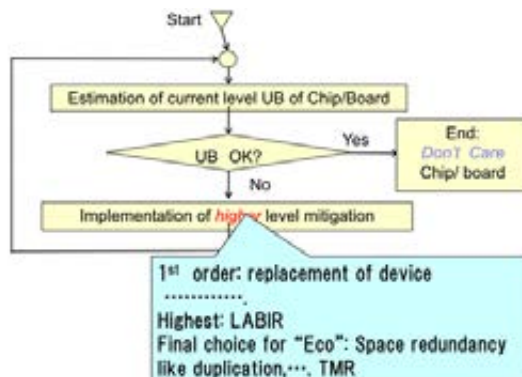 Start
Estimation of current level UB of Chip/Board
UB OK?
Yes
End:
Don't Care
Chip/ board
No
Implementation of higher level mitigation
1st order: replacement of device
............
Highest: LABIR
Final choice for "Eco": Space redundancy
like duplication,···, TMR